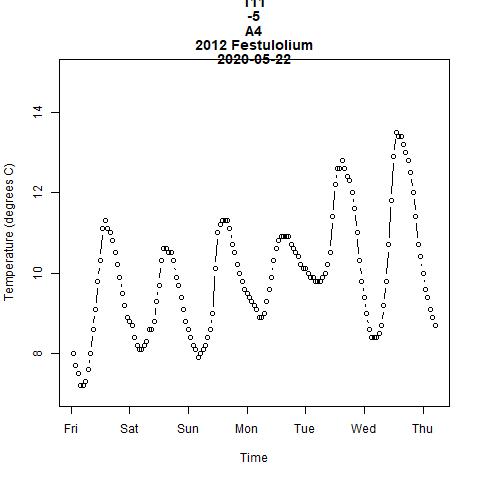 -5
A4
2012 Festulolium
2020-05-22
Temperature (degrees C)
14
12
10
8
Fri Sat Sun Mon Tue Wed Thu
Time